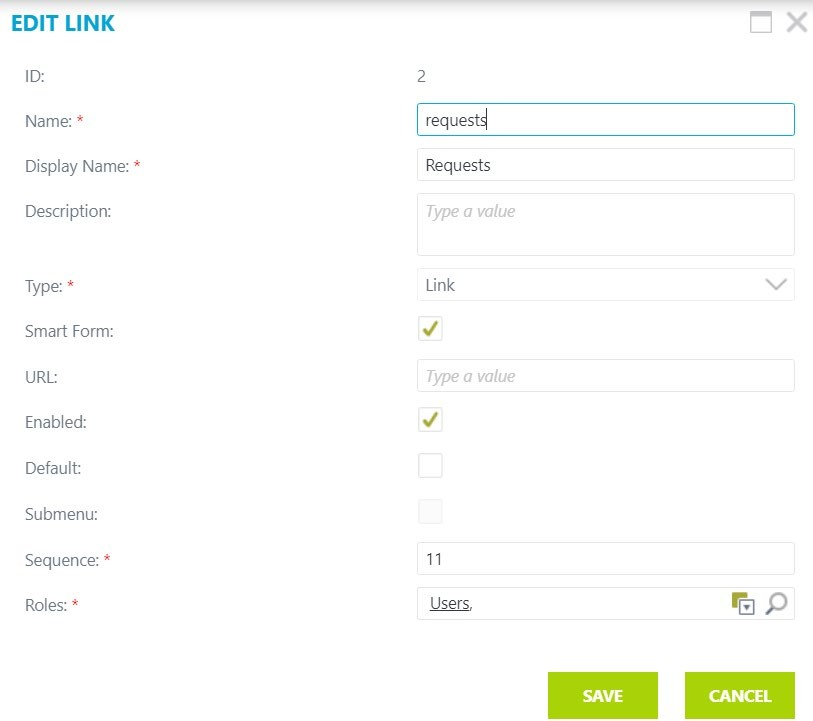 EDIT LINK
ID: 2
Name: * requests
Display Name: * Requests
Description: Type a value
Type: * Link
Smart Form:
URL: Type a value
Enabled:
Default:
Submenu:
Sequence: * 11
Roles: * Users,
SAVE CANCEL